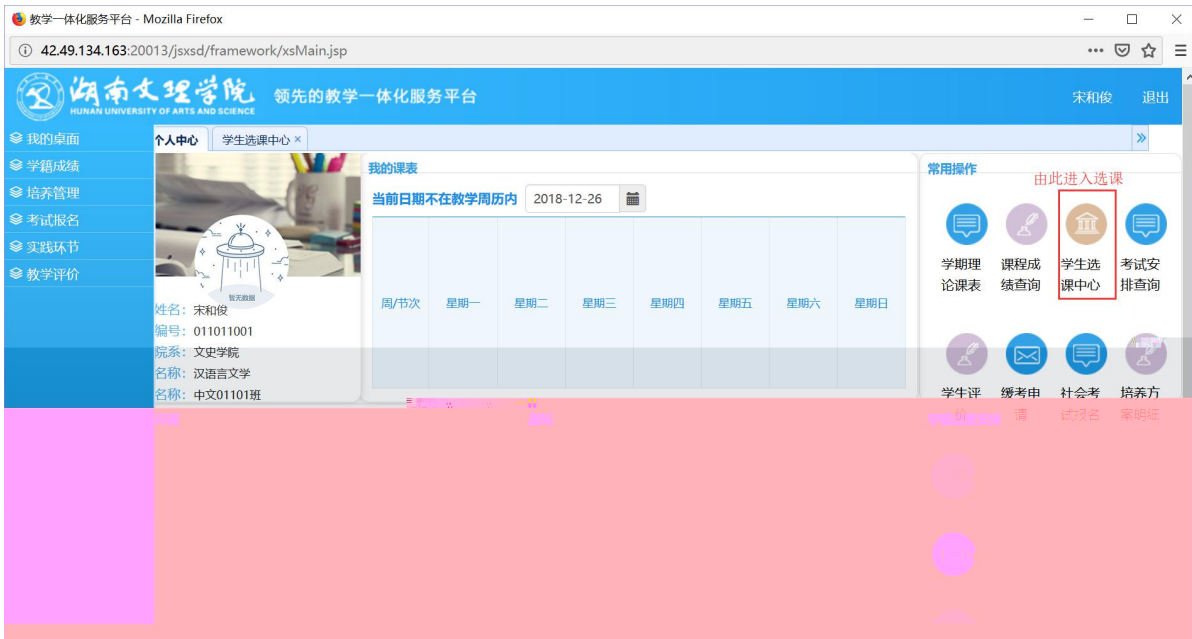 教学一体化服务平台 - Mozilla Firefox
42.49.134.163:20013/jsxsd/framework/xsMain.jsp
湖南文理学院
HUNAN UNIVERSITY OF ARTS AND SCIENCE
领先的教学一体化服务平台
宋和俊 退出
我的桌面
学籍成绩
培养管理
考试报名
实践环节
教学评价
个人中心 学生选课中心 ×
暂无数据
姓名：宋和俊
编号：011011001
院系：文史学院
名称：汉语言文学
名称：中文01101班
我的课表
当前日期不在教学周历内 2018-12-26
周/节次 星期一 星期二 星期三 星期四 星期五 星期六 星期日
常用操作
由此进入选课
学期理论课表
课程成绩查询
学生选课中心
考试安排查询
学生评价
缓考申请
社会考试报名
培养方案明细